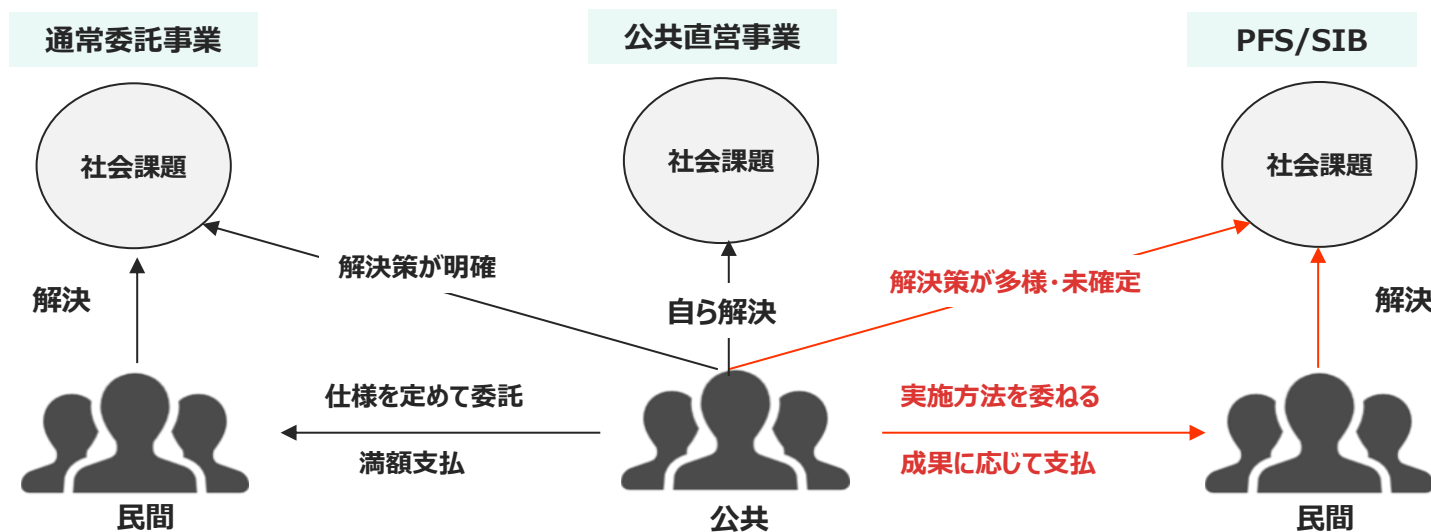 通常委託事業
公共直営事業
PFS/SIB
社会課題
社会課題
社会課題
解決策が明確
解決策が多様・未確定
解決
自ら解決
解決
仕様を定めて委託
実施方法を委ねる
満額支払
成果に応じて支払
民間
公共
民間